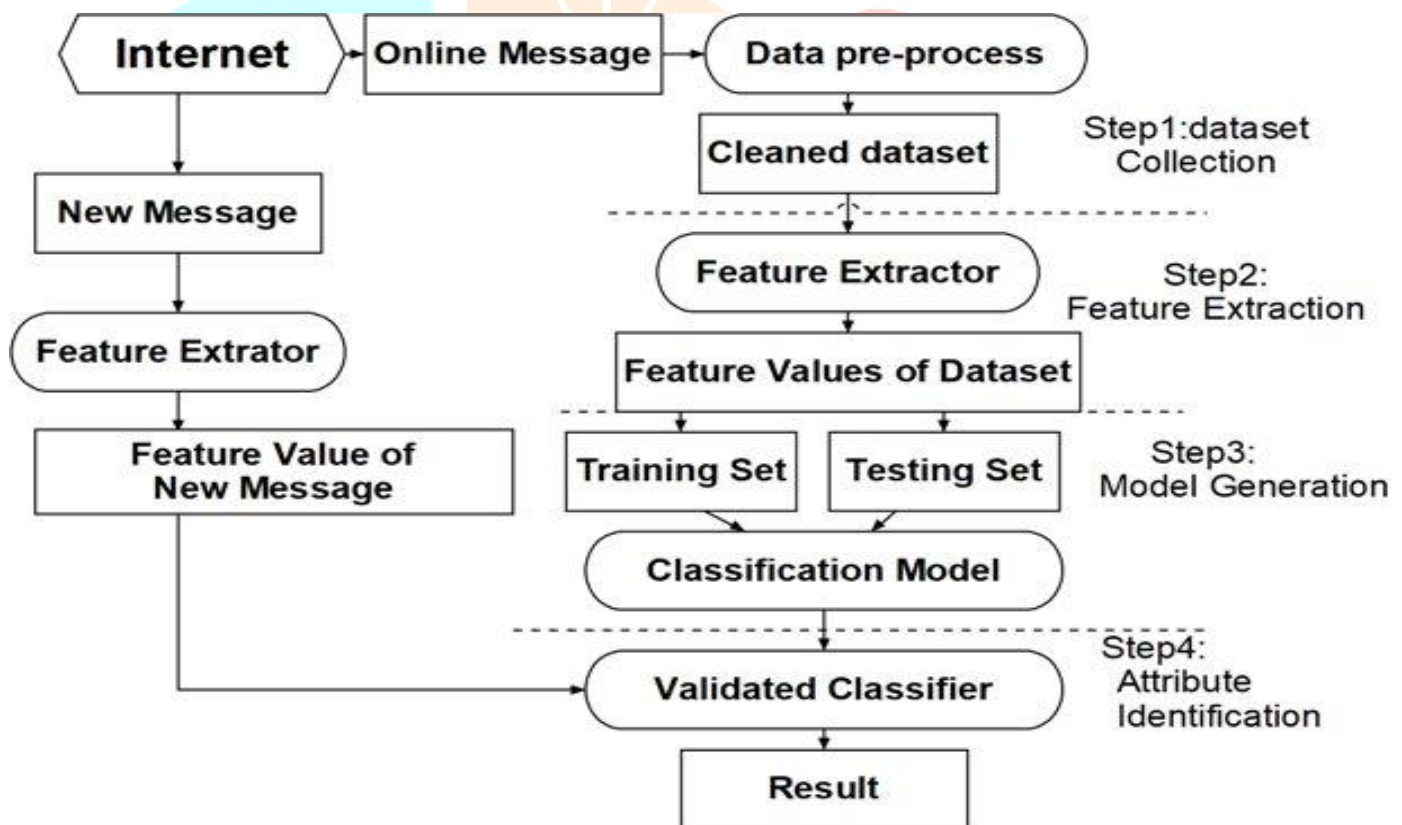 Internet
Online Message
Data pre-process
Cleaned dataset
Step1:dataset
Collection
New Message
Feature Extractor
Step2:
Feature Extraction
Feature Extrator
Feature Values of Dataset
Feature Value of
New Message
Training Set
Testing Set
Step3:
Model Generation
Classification Model
Step4:
Attribute
Identification
Validated Classifier
Result